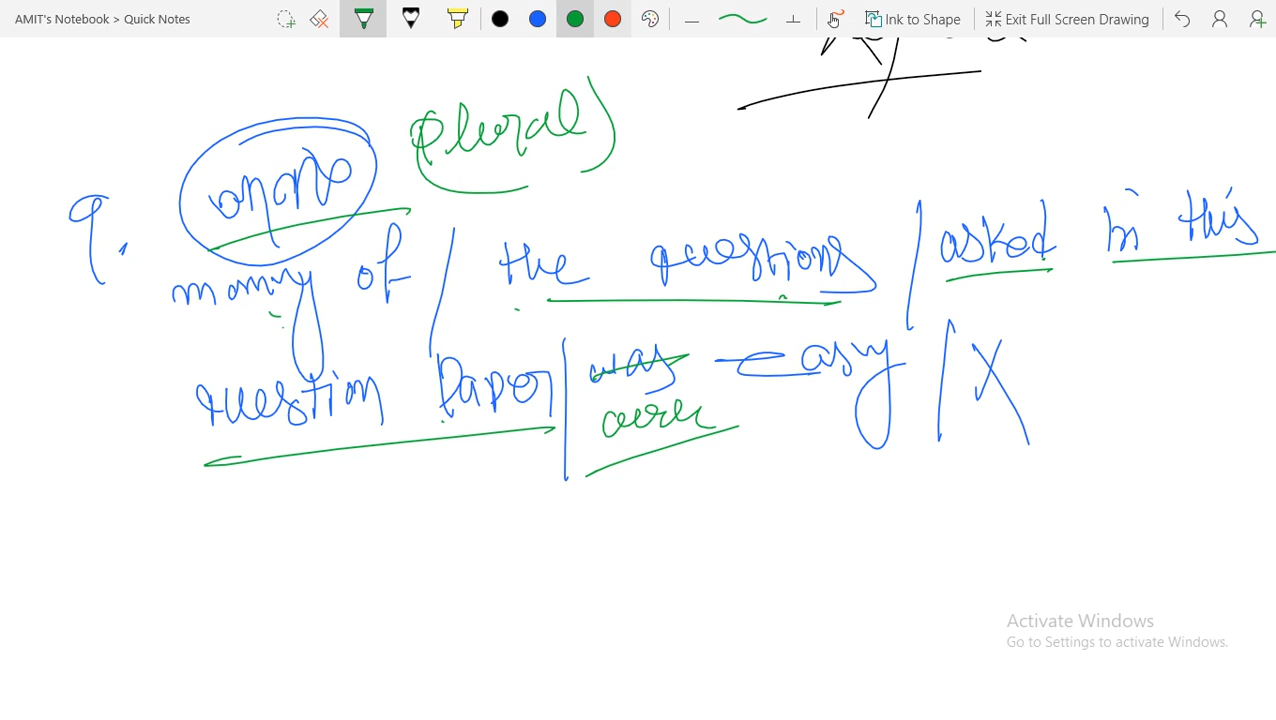 AMIT's Notebook > Quick Notes
Ink to Shape
Exit Full Screen Drawing
(plural)
9.
many of / the questions / asked in this
question paper | was easy / X
were
Activate Windows
Go to Settings to activate Windows.